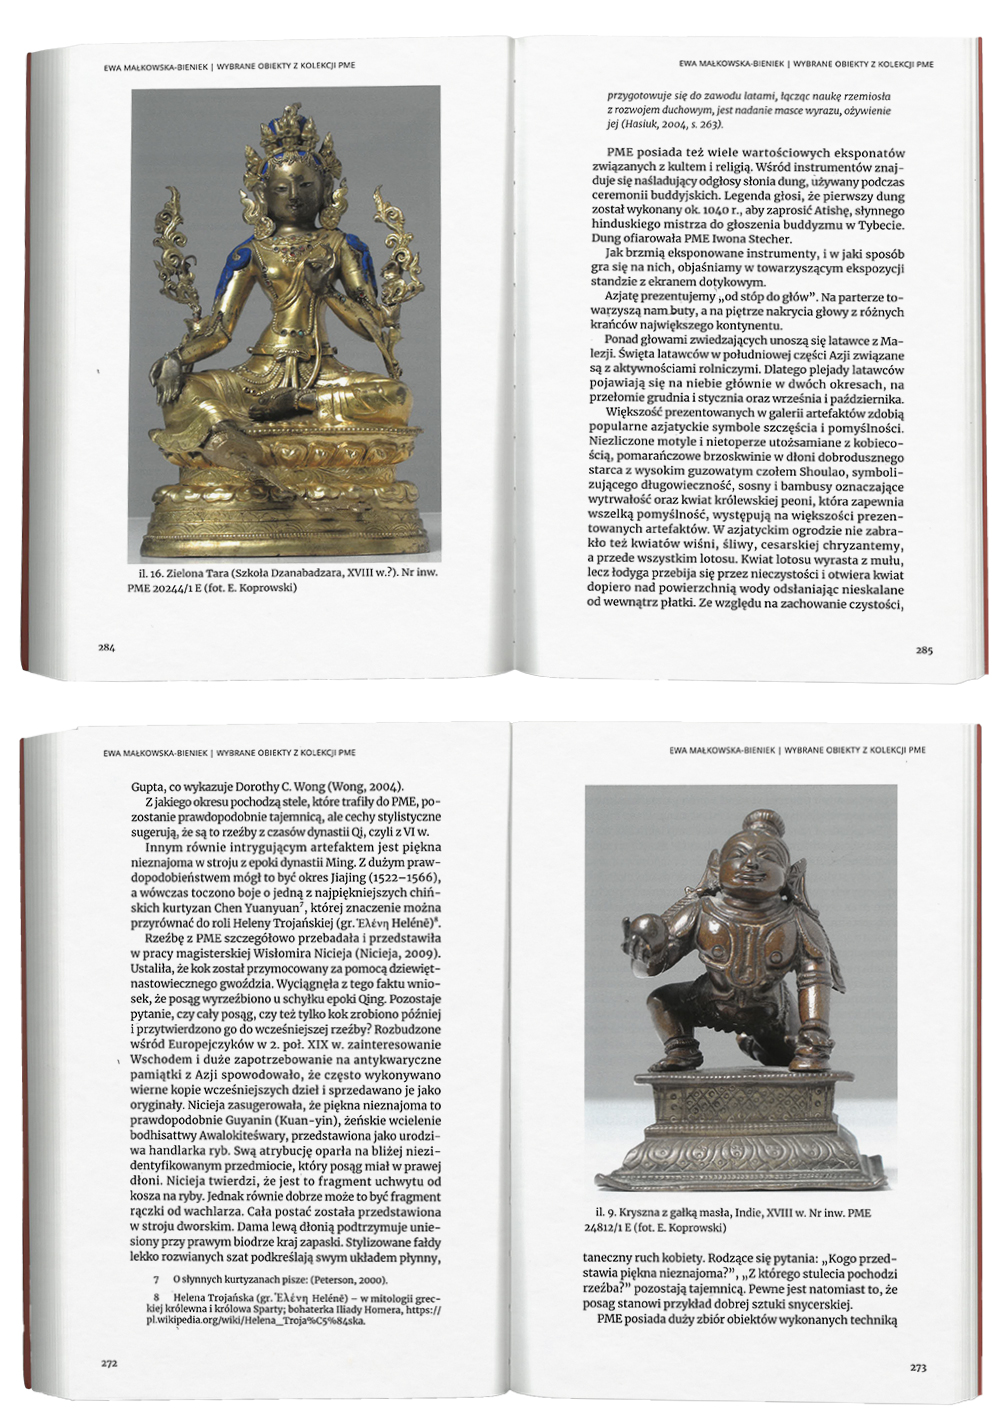 EWA MAŁKOWSKA-BIENIEK | WYBRANE OBIEKTY Z KOLEKCJI PME
il. 16. Zielona Tara (Szkoła Dzanabadzara, XVIII w.?). Nr inw.
PME 20244/1 E (fot. E. Koprowski)
284
EWA MAŁKOWSKA-BIENIEK | WYBRANE OBIEKTY Z KOLEKCJI PME
przygotowuje się do zawodu latami, łącząc naukę rzemiosła
z rozwojem duchowym, jest nadanie masce wyrazu, ożywienie
jej (Hasiuk, 2004, s. 263).
PME posiada też wiele wartościowych eksponatów
związanych z kultem i religią. Wśród instrumentów znaj-
duje się naśladujący odgłosy słonia dung, używany podczas
ceremonii buddyjskich. Legenda głosi, że pierwszy dung
został wykonany ok. 1040 r., aby zaprosić Atishę, słynnego
hinduskiego mistrza do głoszenia buddyzmu w Tybecie.
Dung ofiarowała PME Iwona Stecher.
Jak brzmią eksponowane instrumenty, i w jaki sposób
gra się na nich, objaśniamy w towarzyszącym ekspozycji
standzie z ekranem dotykowym.
Azjatę prezentujemy „od stóp do głów”. Na parterze to-
warzyszą nam buty, a na piętrze nakrycia głowy z różnych
krańców największego kontynentu.
Ponad głowami zwiedzających unoszą się latawce z Ma-
lezji. Święta latawców w południowej części Azji związane
są z aktywnościami rolniczymi. Dlatego plejady latawców
pojawiają się na niebie głównie w dwóch okresach, na
przełomie grudnia i stycznia oraz września i października.
Większość prezentowanych w galerii artefaktów zdobią
popularne azjatyckie symbole szczęścia i pomyślności.
Niezliczone motyle i nietoperze utożsamiane z kobieco-
ścią, pomarańczowe brzoskwinie w dłoni dobrodusznego
starca z wysokim guzowatym czołem Shoulao, symboli-
zującego długowieczność, sosny i bambusy oznaczające
wytrwałość oraz kwiat królewskiej peoni, która zapewnia
wszelką pomyślność, występują na większości prezen-
towanych artefaktów. W azjatyckim ogrodzie nie zabra-
kło też kwiatów wiśni, śliwy, cesarskiej chryzantemy,
a przede wszystkim lotosu. Kwiat lotosu wyrasta z mułu,
lecz łodyga przebija się przez nieczystości i otwiera kwiat
dopiero nad powierzchnią wody odsłaniając nieskalane
od wewnątrz płatki. Ze względu na zachowanie czystości,
285
EWA MAŁKOWSKA-BIENIEK | WYBRANE OBIEKTY Z KOLEKCJI PME
Gupta, co wykazuje Dorothy C. Wong (Wong, 2004).
Z jakiego okresu pochodzą stele, które trafiły do PME, po-
zostanie prawdopodobnie tajemnicą, ale cechy stylistyczne
sugerują, że są to rzeźby z czasów dynastii Qi, czyli z VI w.
Innym równie intrygującym artefaktem jest piękna
nieznajoma w stroju z epoki dynastii Ming. Z dużym praw-
dopodobieństwem mógł to być okres Jiajing (1522–1566),
a wówczas toczono boje o jedną z najpiękniejszych chiń-
skich kurtyzan Chen Yuanyuan⁷, której znaczenie można
przyrównać do roli Heleny Trojańskiej (gr. Ἑλένη Helénē)⁸.
Rzeźbę z PME szczegółowo przebadała i przedstawiła
w pracy magisterskiej Wisłomira Nicieja (Nicieja, 2009).
Ustaliła, że kok został przymocowany za pomocą dziewięt-
nastowiecznego gwoździa. Wyciągnęła z tego faktu wnio-
sek, że posąg wyrzeźbiono u schyłku epoki Qing. Pozostaje
pytanie, czy cały posąg, czy też tylko kok zrobiono później
i przytwierdzono go do wcześniejszej rzeźby? Rozbudzone
wśród Europejczyków w 2. poł. XIX w. zainteresowanie
Wschodem i duże zapotrzebowanie na antykwaryczne
pamiątki z Azji spowodowało, że często wykonywano
wierne kopie wcześniejszych dzieł i sprzedawano je jako
oryginały. Nicieja zasugerowała, że piękna nieznajoma to
prawdopodobnie Guyanin (Kuan-yin), żeńskie wcielenie
bodhisattwy Awalokiteśwary, przedstawiona jako urodzi-
wa handlarka ryb. Swą atrybucję oparła na bliżej niezi-
dentyfikowanym przedmiocie, który posąg miał w prawej
dłoni. Nicieja twierdzi, że jest to fragment uchwytu od
kosza na ryby. Jednak równie dobrze może to być fragment
rączki od wachlarza. Cała postać została przedstawiona
w stroju dworskim. Dama lewą dłonią podtrzymuje unie-
siony przy prawym biodrze kraj zapaski. Stylizowane fałdy
lekko rozwianych szat podkreślają swym układem płynny,
7 O słynnych kurtyzanach pisze: (Peterson, 2000).
8 Helena Trojańska (gr. Ἑλένη Helénē) – w mitologii grec-
kiej królewna i królowa Sparty; bohaterka Iliady Homera, https://
pl.wikipedia.org/wiki/Helena_Troja%C5%84ska.
272
EWA MAŁKOWSKA-BIENIEK | WYBRANE OBIEKTY Z KOLEKCJI PME
il. 9. Kryszna z gałką masła, Indie, XVIII w. Nr inw. PME
24812/1 E (fot. E. Koprowski)
taneczny ruch kobiety. Rodzące się pytania: „Kogo przed-
stawia piękna nieznajoma?”, „Z którego stulecia pochodzi
rzeźba?” pozostają tajemnicą. Pewne jest natomiast to, że
posąg stanowi przykład dobrej sztuki snycerskiej.
PME posiada duży zbiór obiektów wykonanych techniką
273